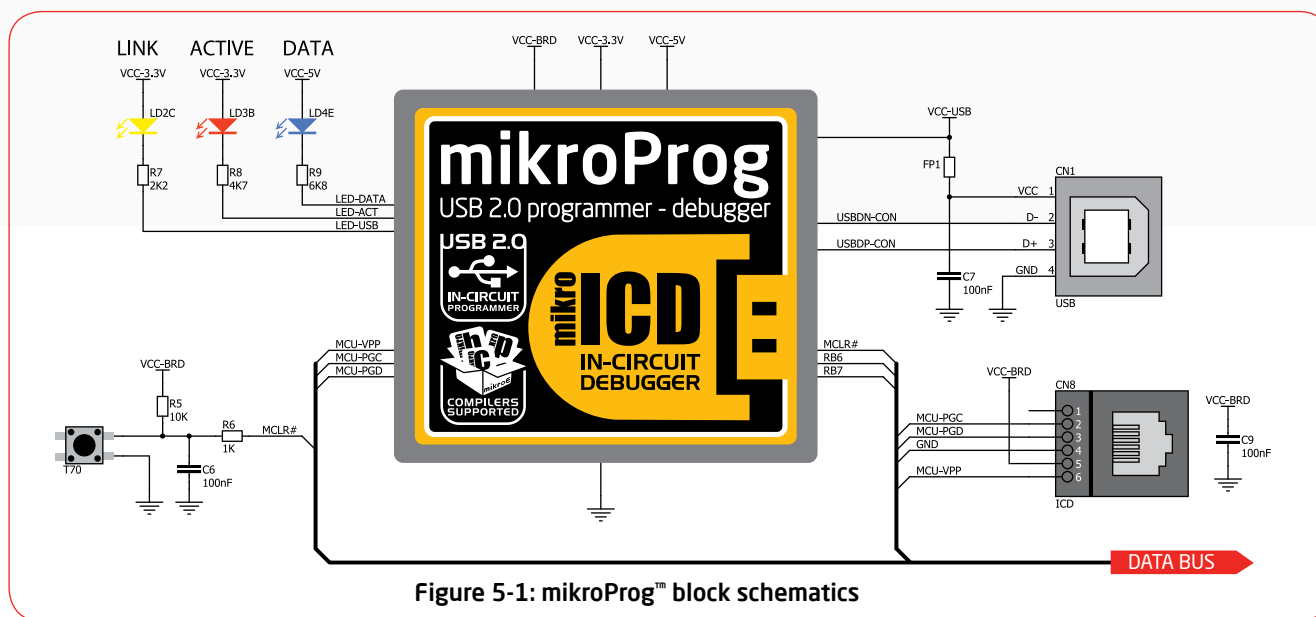 LINK ACTIVE DATA
VCC-3.3V VCC-3.3V VCC-5V
LD2C LD3B LD4E
R7 2K2
R8 4K7
R9 6K8
LED-DATA
LED-ACT
LED-USB
VCC-BRD VCC-3.3V VCC-5V
mikroProg
USB 2.0 programmer - debugger
USB 2.0
IN-CIRCUIT
PROGRAMMER
mikroE
COMPILERS
SUPPORTED
mikro
ICD
IN-CIRCUIT
DEBUGGER
VCC-USB
FP1
CN1
VCC 1
USBDN-CON D- 2
USBDP-CON D+ 3
GND 4
C7
100nF
USB
MCU-VPP
MCU-PGC
MCU-PGD
VCC-BRD
R5
10K
R6
1K
MCLR#
T70
C6
100nF
MCLR#
RB6
RB7
VCC-BRD
CN8
1
MCU-PGC 2
MCU-PGD 3
GND 4
5
MCU-VPP 6
ICD
VCC-BRD
C9
100nF
DATA BUS
Figure 5-1: mikroProg™ block schematics